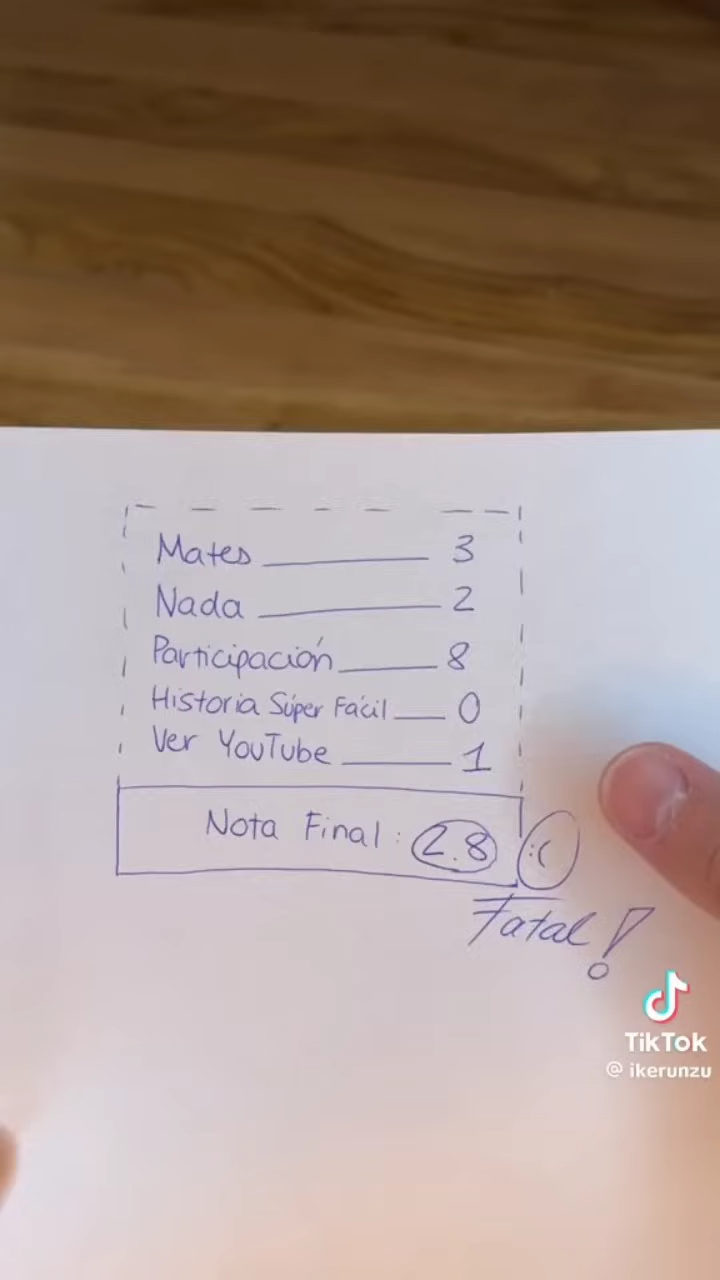 Mates 3
Nada 2
Participación 8
Historia Súper Fácil 0
Ver YouTube 1
Nota Final: 2.8 :(
Fatal!
TikTok
@ikerunzu